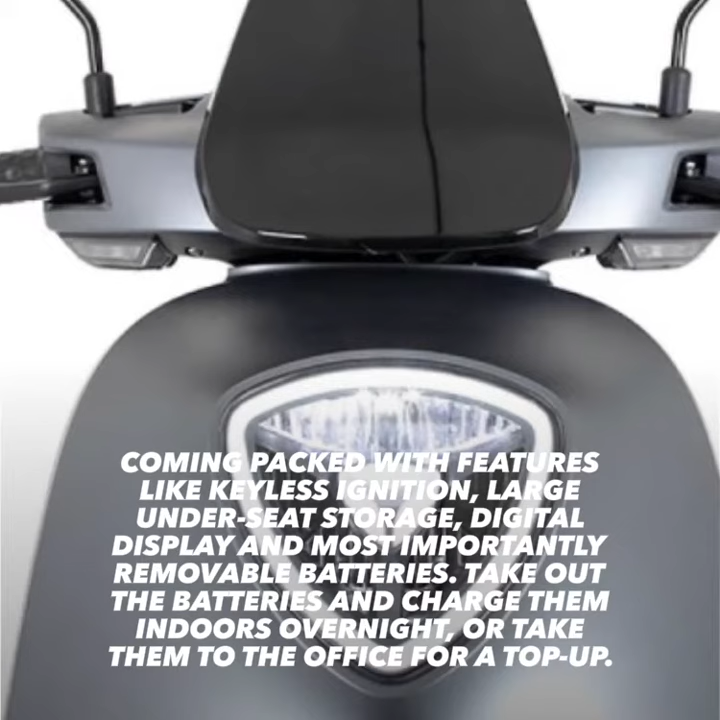 COMING PACKED WITH FEATURES
LIKE KEYLESS IGNITION, LARGE
UNDER-SEAT STORAGE, DIGITAL
DISPLAY AND MOST IMPORTANTLY
REMOVABLE BATTERIES. TAKE OUT
THE BATTERIES AND CHARGE THEM
INDOORS OVERNIGHT, OR TAKE
THEM TO THE OFFICE FOR A TOP-UP.